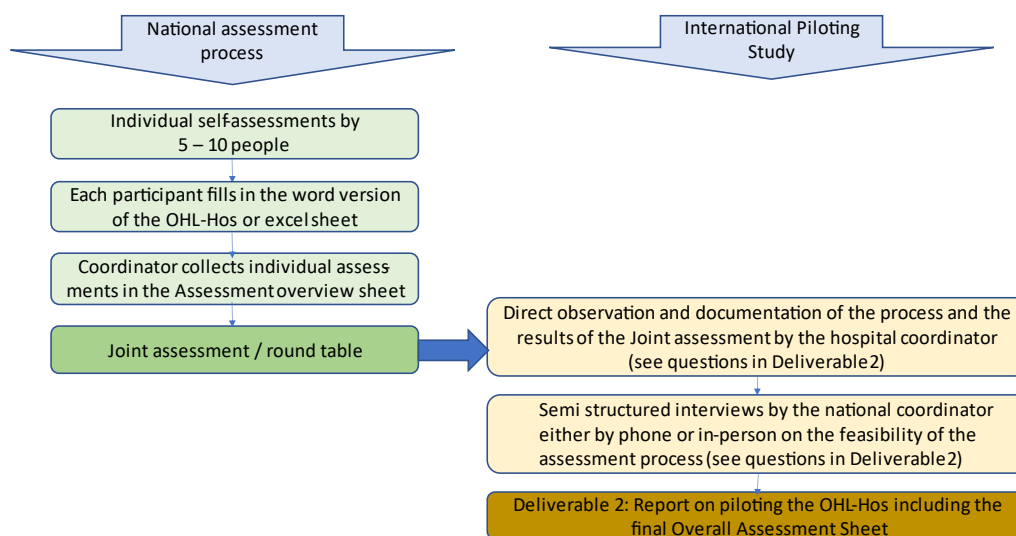 National assessment
process
International Piloting
Study
Individual self-assessments by
5 – 10 people
Each participant fills in the word version
of the OHL-Hos or excel sheet
Coordinator collects individual assess-
ments in the Assessment overview sheet
Joint assessment / round table
Direct observation and documentation of the process and the
results of the Joint assessment by the hospital coordinator
(see questions in Deliverable 2)
Semi structured interviews by the national coordinator
either by phone or in-person on the feasibility of the
assessment process (see questions in Deliverable 2)
Deliverable 2: Report on piloting the OHL-Hos including the
final Overall Assessment Sheet